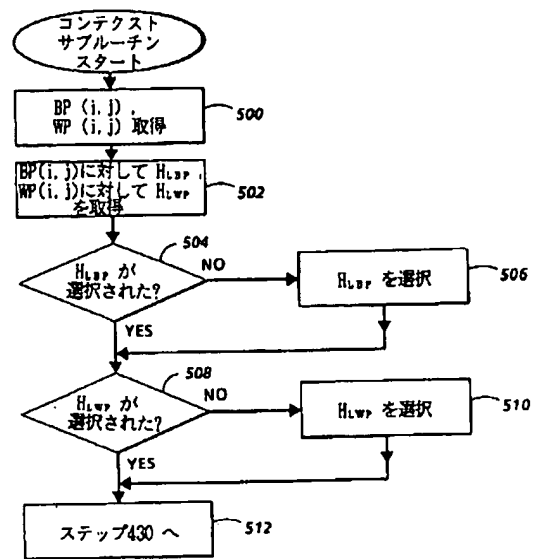 コンテクスト
サブルーチン
スタート
BP (i, j) ,
WP (i, j) 取得
500
BP(i, j)に対して HLBP ,
WP(i, j)に対して HLWP
を取得
502
504
HLBP が
選択された?
NO
HLBP を選択
506
YES
508
HLWP が
選択された?
NO
HLWP を選択
510
YES
ステップ430 へ
512